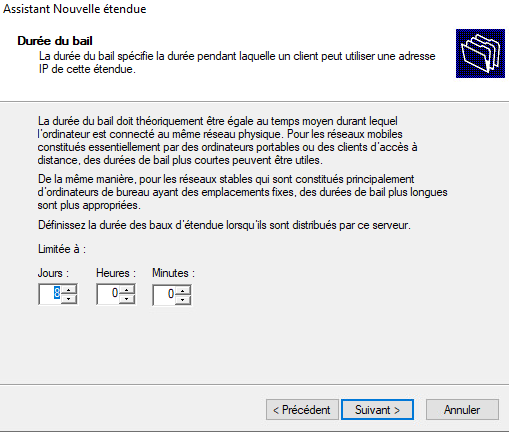 Assistant Nouvelle étendue
Durée du bail
La durée du bail spécifie la durée pendant laquelle un client peut utiliser une adresse
IP de cette étendue.
La durée du bail doit théoriquement être égale au temps moyen durant lequel
l'ordinateur est connecté au même réseau physique. Pour les réseaux mobiles
constitués essentiellement par des ordinateurs portables ou des clients d'accès à
distance, des durées de bail plus courtes peuvent être utiles.
De la même manière, pour les réseaux stables qui sont constitués principalement
d'ordinateurs de bureau ayant des emplacements fixes, des durées de bail plus longues
sont plus appropriées.
Définissez la durée des baux d'étendue lorsqu'ils sont distribués par ce serveur.
Limitée à :
Jours : Heures : Minutes :
8 0 0
< Précédent Suivant > Annuler